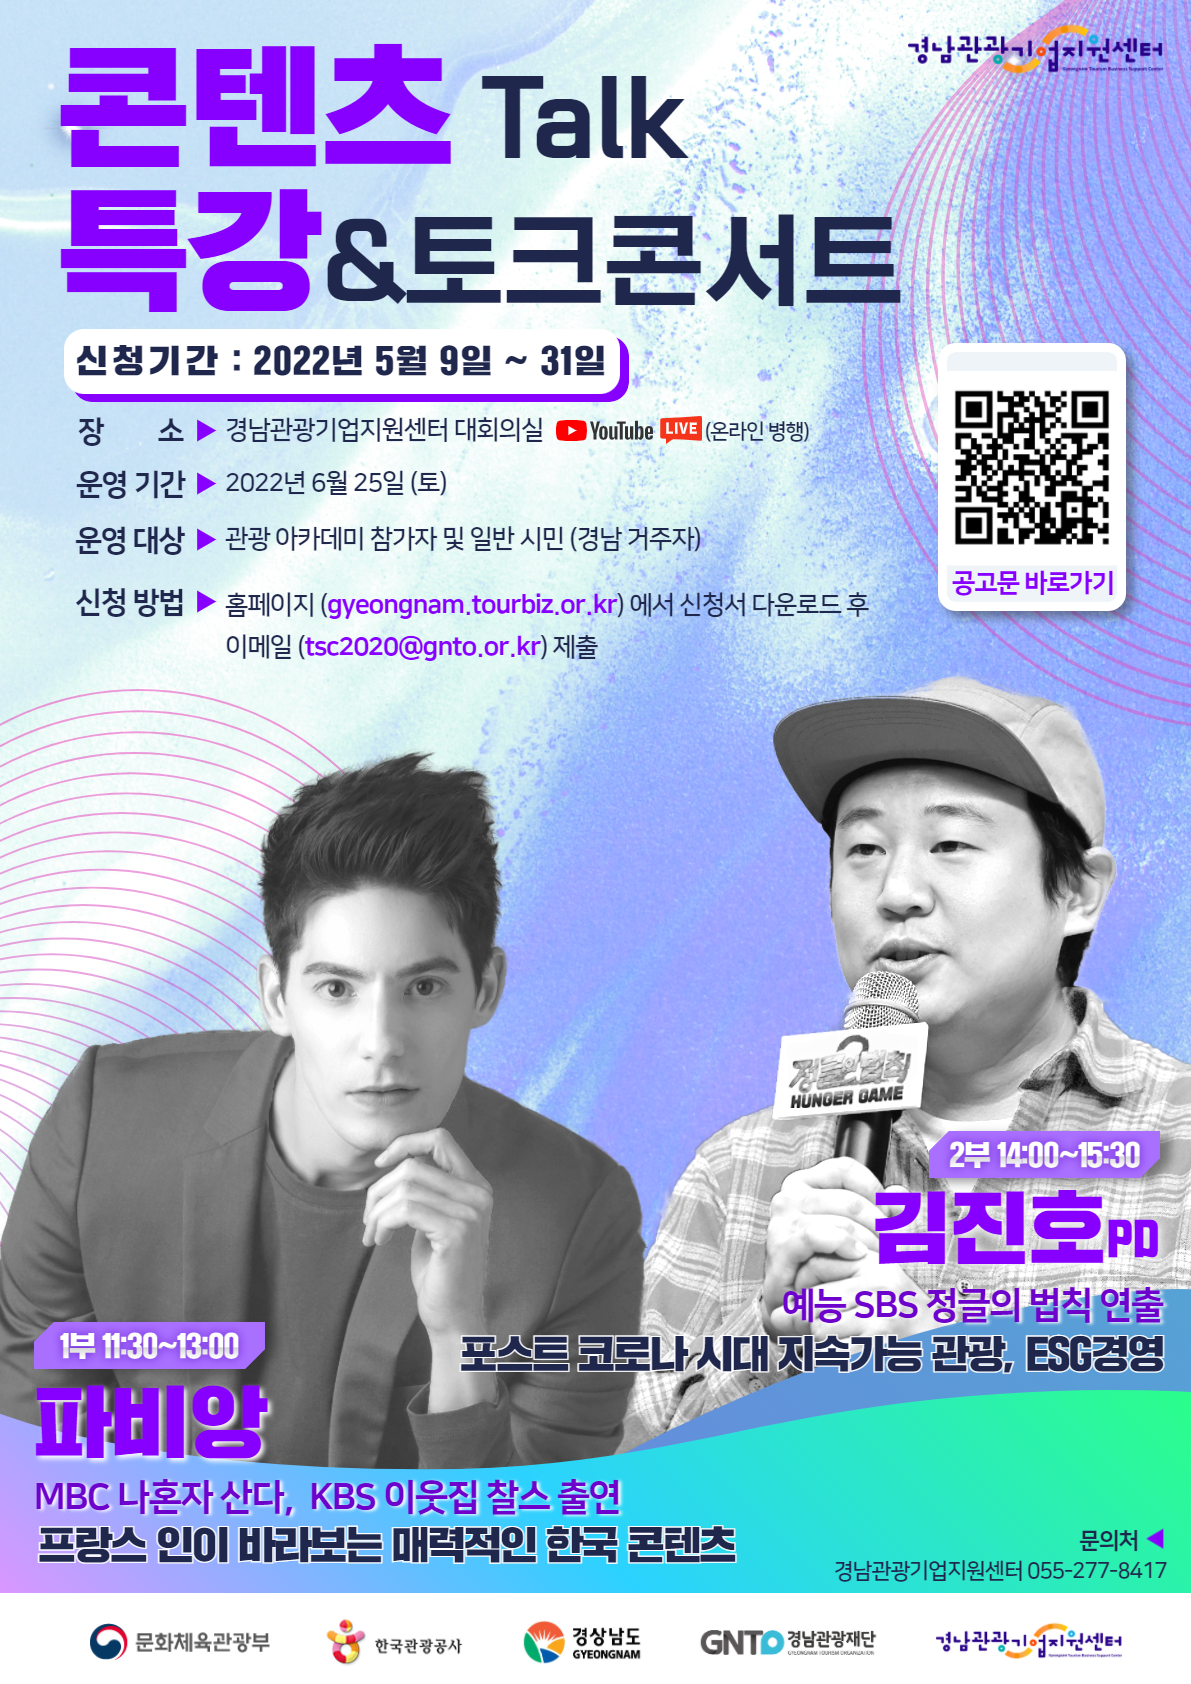 경남관광기업지원센터
Gyeongnam Tourism Business Support Center
콘텐츠 Talk
특강&토크콘서트
신청기간 : 2022년 5월 9일 ~ 31일
장 소 ▶ 경남관광기업지원센터 대회의실 YouTube LIVE (온라인 병행)
운영 기간 ▶ 2022년 6월 25일 (토)
운영 대상 ▶ 관광 아카데미 참가자 및 일반 시민 (경남 거주자)
신청 방법 ▶ 홈페이지 (gyeongnam.tourbiz.or.kr) 에서 신청서 다운로드 후
이메일 (tsc2020@gnto.or.kr) 제출
공고문 바로가기
정글의 법칙
HUNGER GAME
2부 14:00~15:30
김진호PD
예능 SBS 정글의 법칙 연출
포스트 코로나 시대 지속가능 관광, ESG경영
1부 11:30~13:00
파비앙
MBC 나혼자 산다, KBS 이웃집 찰스 출연
프랑스 인이 바라보는 매력적인 한국 콘텐츠
문의처 ◀
경남관광기업지원센터 055-277-8417
문화체육관광부
한국관광공사
경상남도
GYEONGNAM
GNTO 경남관광재단
GYEONGNAM TOURISM ORGANIZATION
경남관광기업지원센터
Gyeongnam Tourism Business Support Center